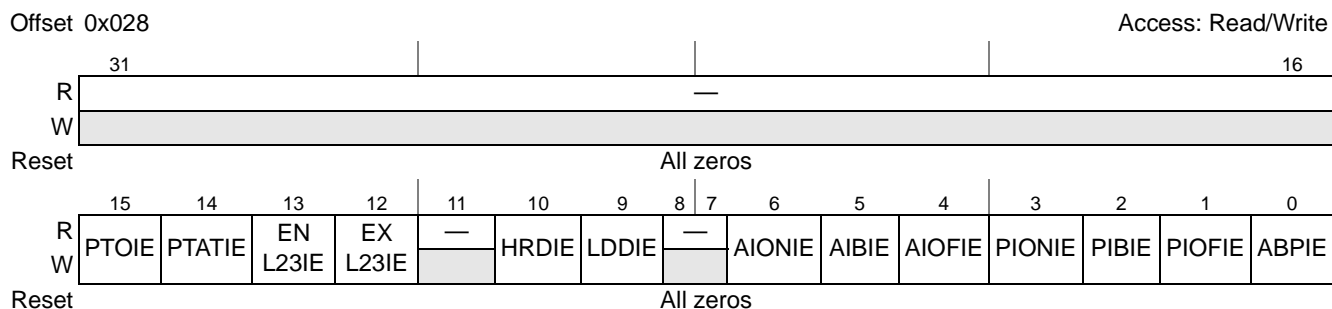 Offset 0x028 Access: Read/Write
31 16
R —
W
Reset All zeros
15 14 13 12 11 10 9 8 7 6 5 4 3 2 1 0
R W PTOIE PTATIE EN L23IE EX L23IE — HRDIE LDDIE — AIONIE AIBIE AIOFIE PIONIE PIBIE PIOFIE ABPIE
Reset All zeros